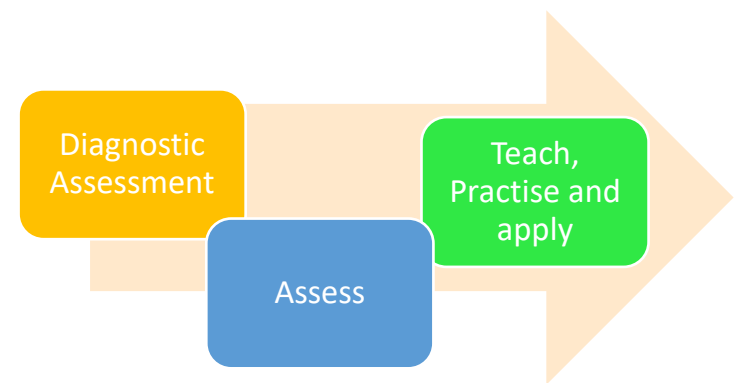 Diagnostic
Assessment
Assess
Teach,
Practise and
apply